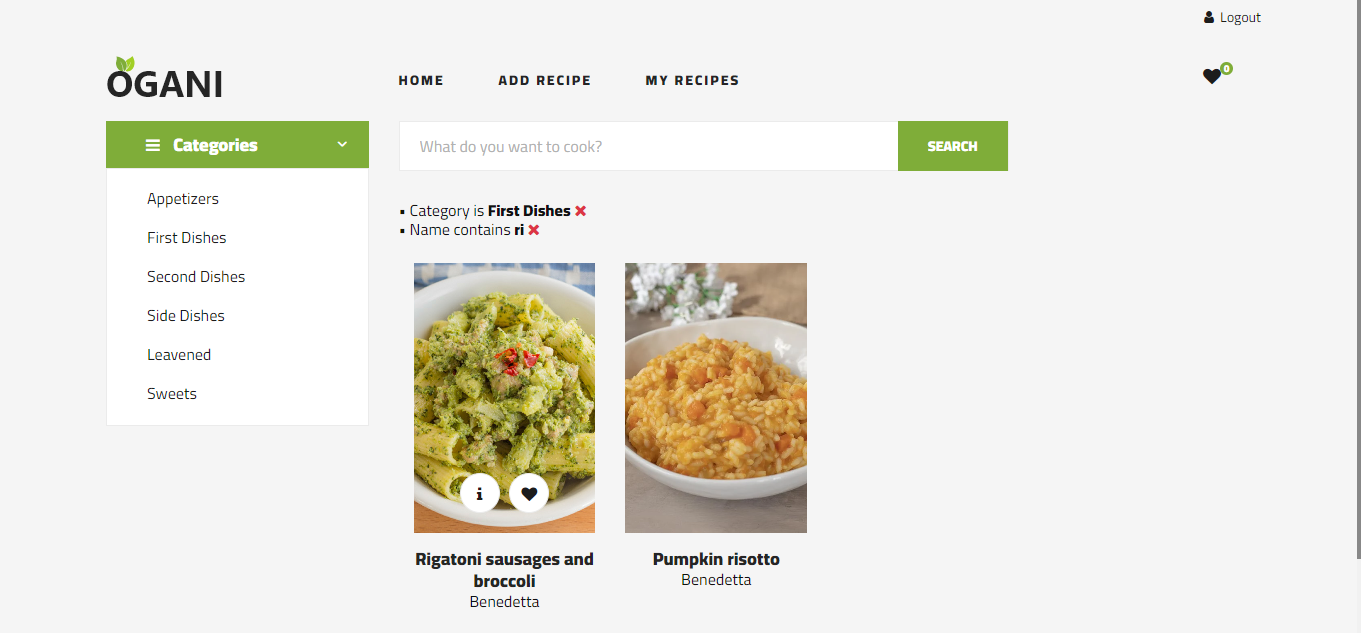 Logout
OGANI
HOME ADD RECIPE MY RECIPES
0
Categories
What do you want to cook? SEARCH
Appetizers
First Dishes
Second Dishes
Side Dishes
Leavened
Sweets
▪ Category is First Dishes ✖
▪ Name contains ri ✖
i
Rigatoni sausages and
broccoli
Benedetta
Pumpkin risotto
Benedetta